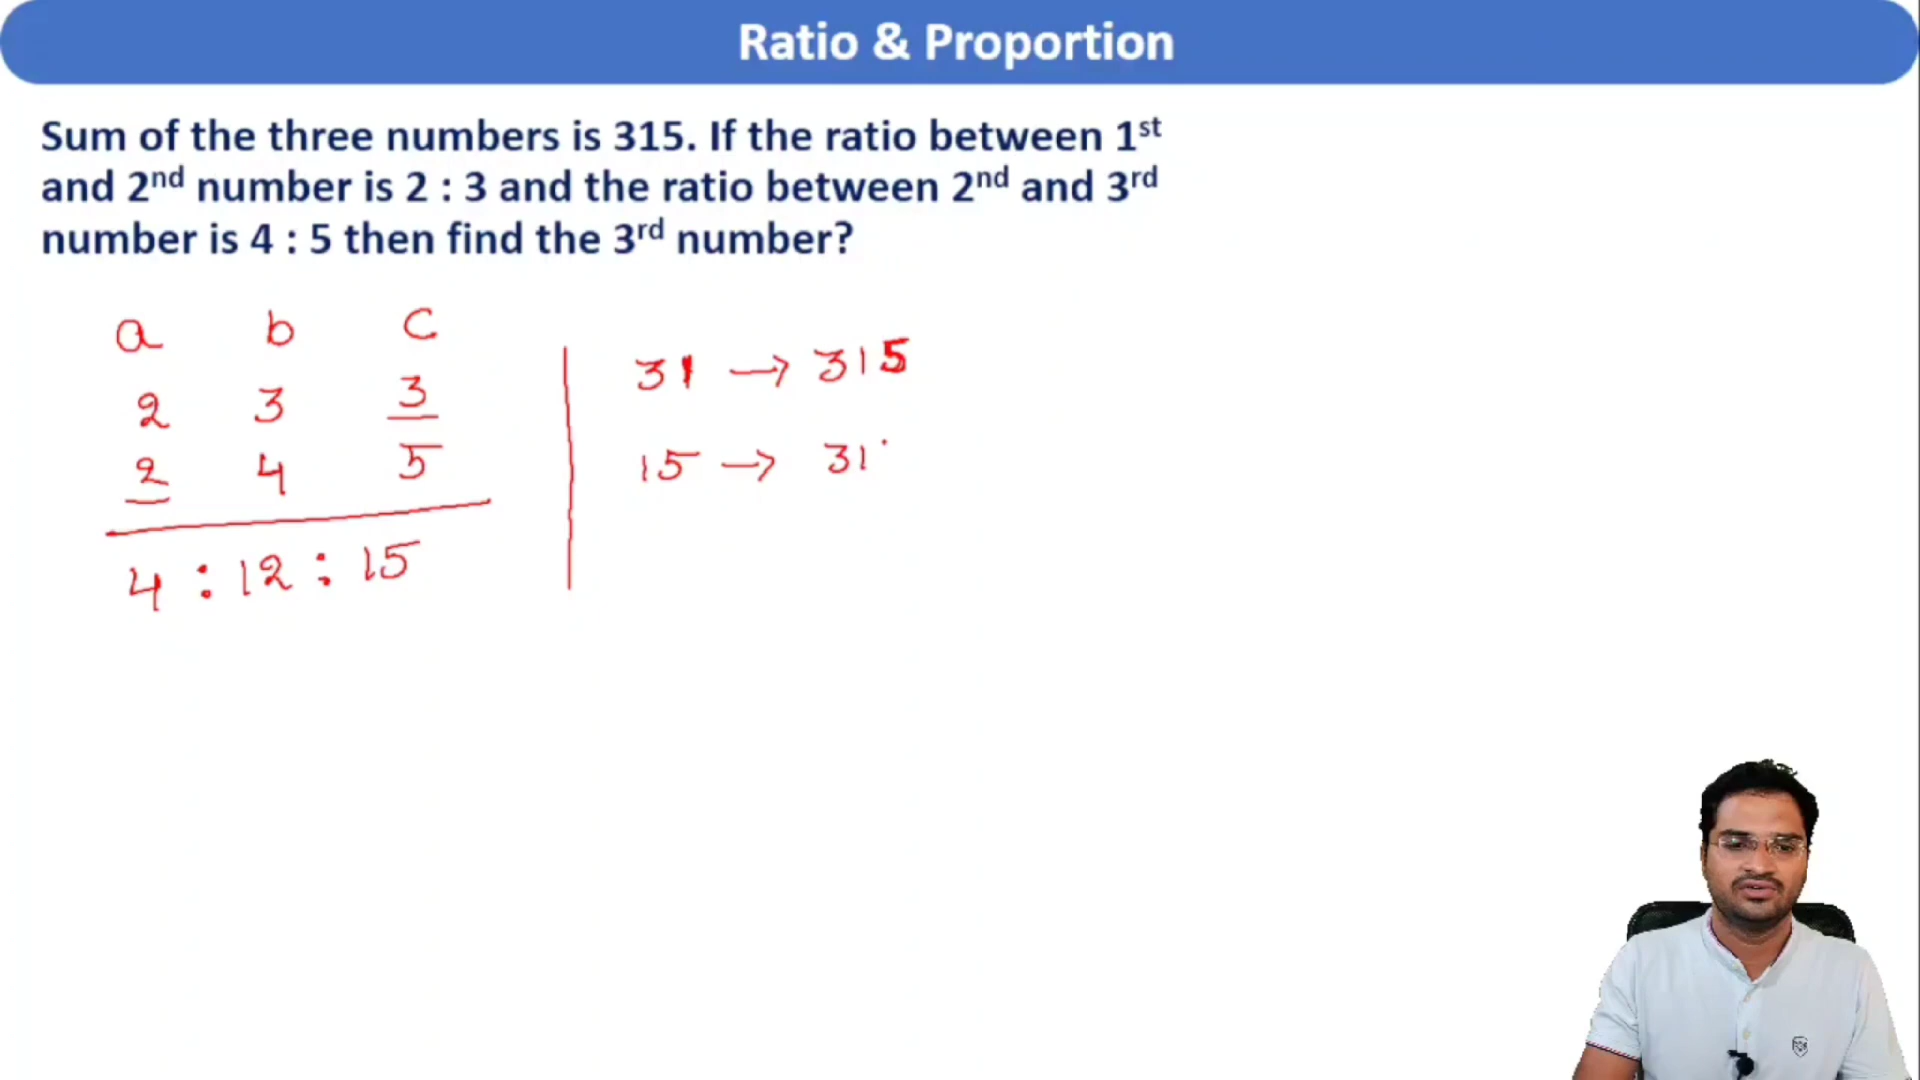 Ratio & Proportion
Sum of the three numbers is 315. If the ratio between 1st
and 2nd number is 2 : 3 and the ratio between 2nd and 3rd
number is 4 : 5 then find the 3rd number?
a b c
2 3 3
2 4 5
4 : 12 : 15
31 → 315
15 → 31